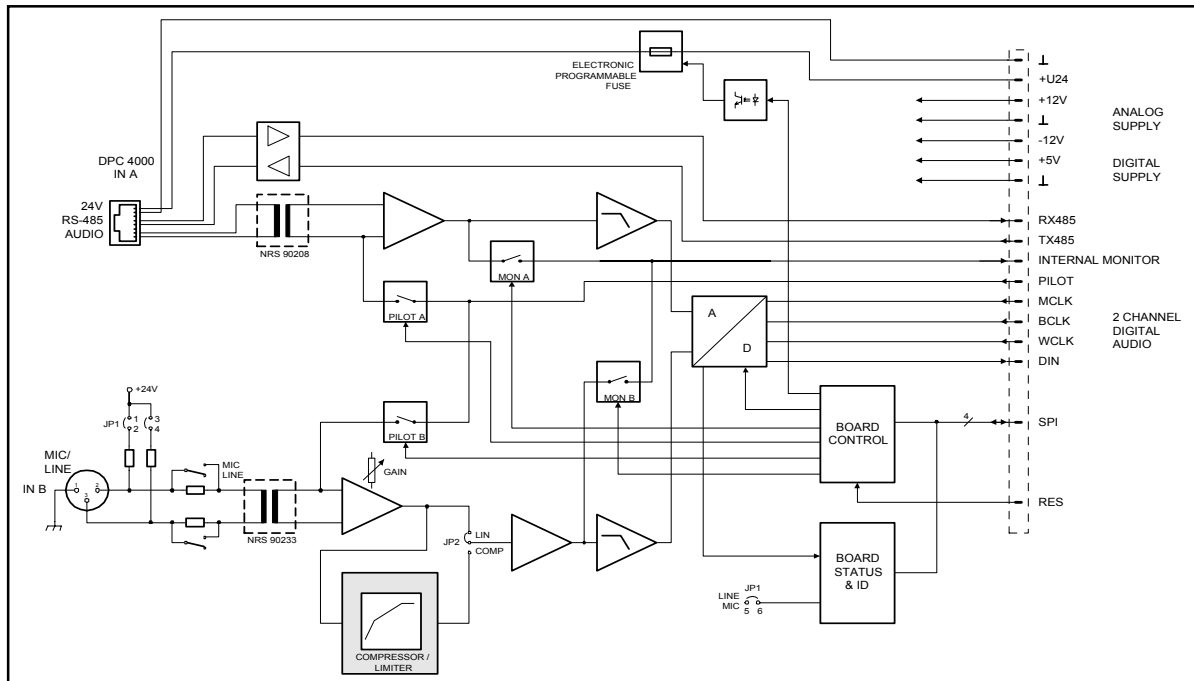 ELECTRONIC
PROGRAMMABLE
FUSE
⊥
+U24
+12V
⊥
-12V
+5V
⊥
ANALOG
SUPPLY
DIGITAL
SUPPLY
DPC 4000
IN A
24V
RS-485
AUDIO
NRS 90208
RX485
TX485
INTERNAL MONITOR
PILOT
MCLK
BCLK
WCLK
DIN
2 CHANNEL
DIGITAL
AUDIO
MON A
PILOT A
A
D
MON B
PILOT B
+24V
JP1
1
2
3
4
MIC/
LINE
IN B
1
2
3
MIC
LINE
NRS 90233
GAIN
JP2
LIN
COMP
COMPRESSOR /
LIMITER
BOARD
CONTROL
4
SPI
RES
BOARD
STATUS
& ID
JP1
LINE
MIC
5 6